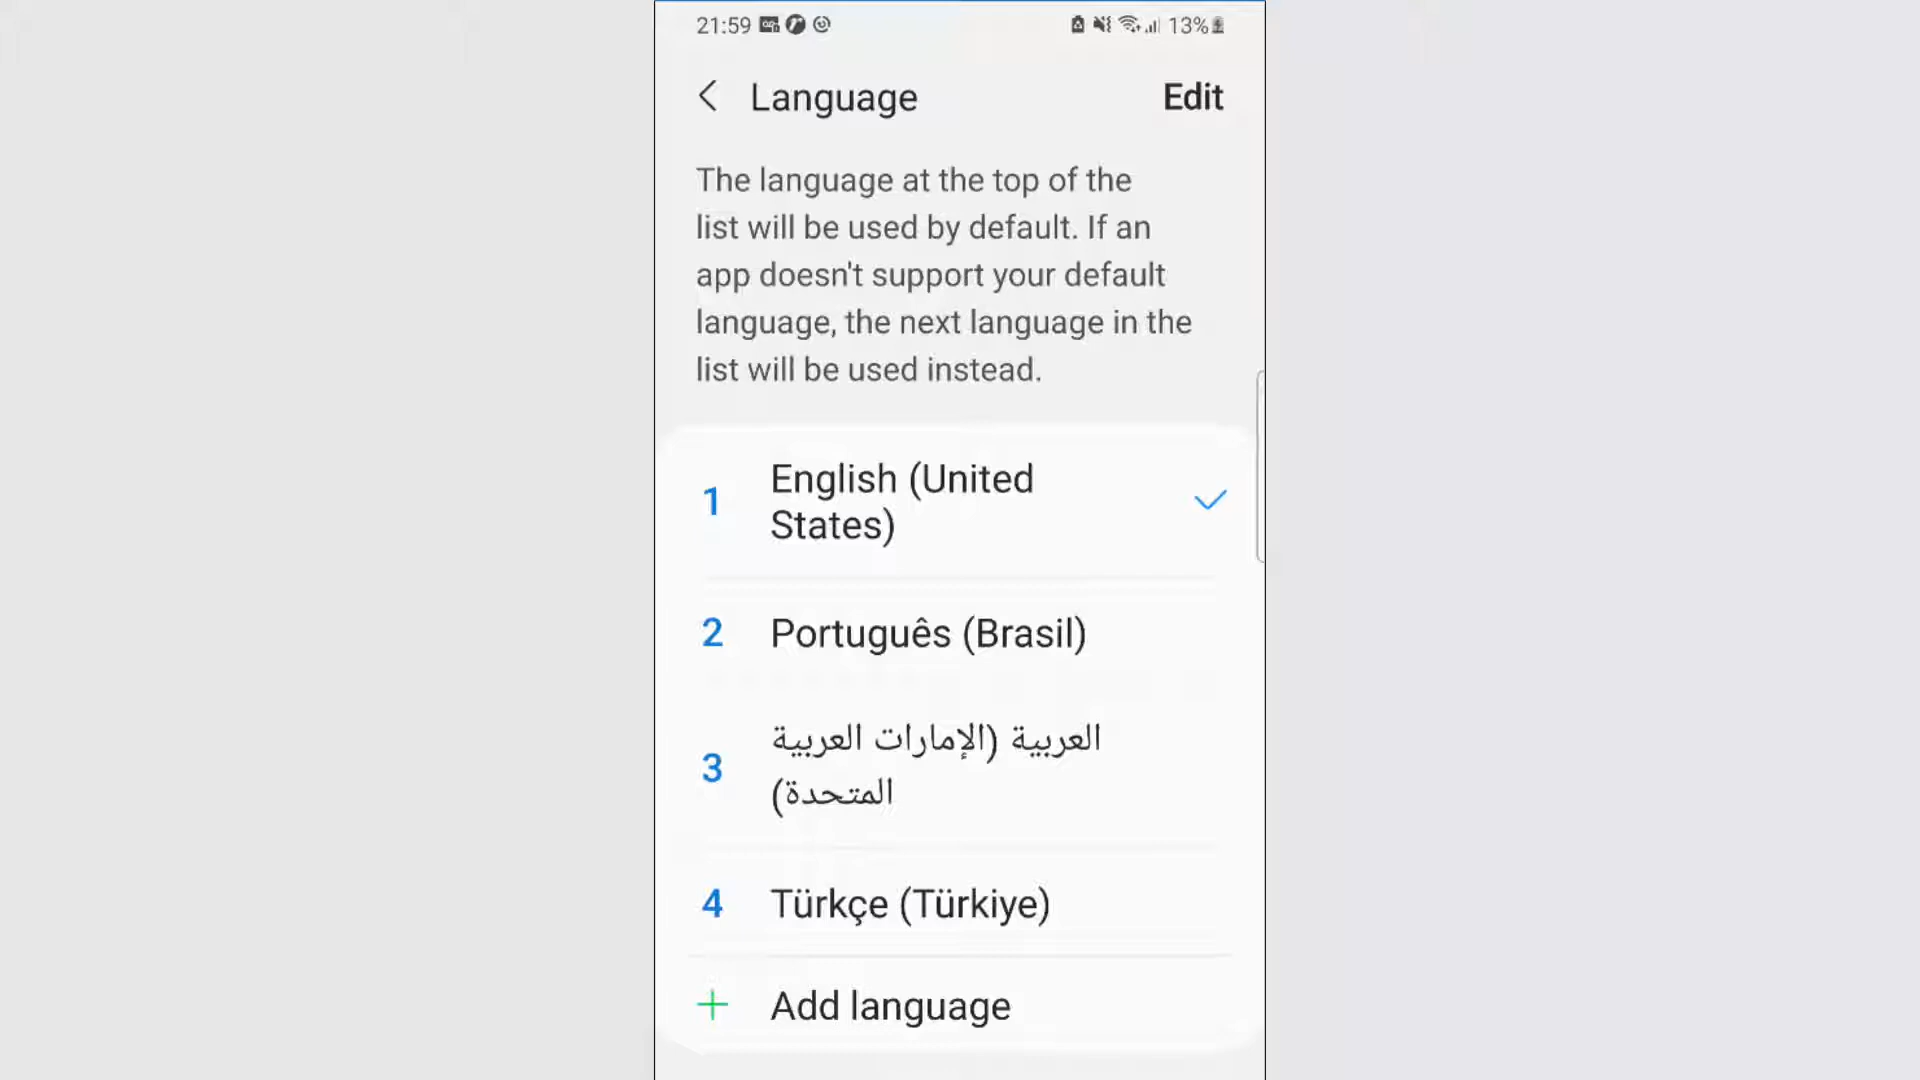 21:59
13%
Language
Edit
The language at the top of the
list will be used by default. If an
app doesn't support your default
language, the next language in the
list will be used instead.
1
English (United
States)
2
Português (Brasil)
3
العربية (الإمارات العربية
المتحدة)
4
Türkçe (Türkiye)
Add language